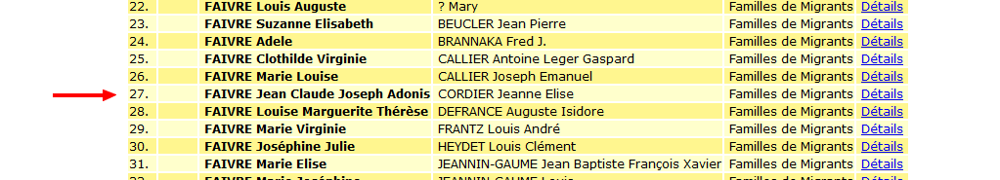 22. FAIVRE Louis Auguste ? Mary Familles de Migrants Détails
23. FAIVRE Suzanne Elisabeth BEUCLER Jean Pierre Familles de Migrants Détails
24. FAIVRE Adele BRANNAKA Fred J. Familles de Migrants Détails
25. FAIVRE Clothilde Virginie CALLIER Antoine Leger Gaspard Familles de Migrants Détails
26. FAIVRE Marie Louise CALLIER Joseph Emanuel Familles de Migrants Détails
27. FAIVRE Jean Claude Joseph Adonis CORDIER Jeanne Elise Familles de Migrants Détails
28. FAIVRE Louise Marguerite Thérèse DEFRANCE Auguste Isidore Familles de Migrants Détails
29. FAIVRE Marie Virginie FRANTZ Louis André Familles de Migrants Détails
30. FAIVRE Joséphine Julie HEYDET Louis Clément Familles de Migrants Détails
31. FAIVRE Marie Elise JEANNIN-GAUME Jean Baptiste François Xavier Familles de Migrants Détails